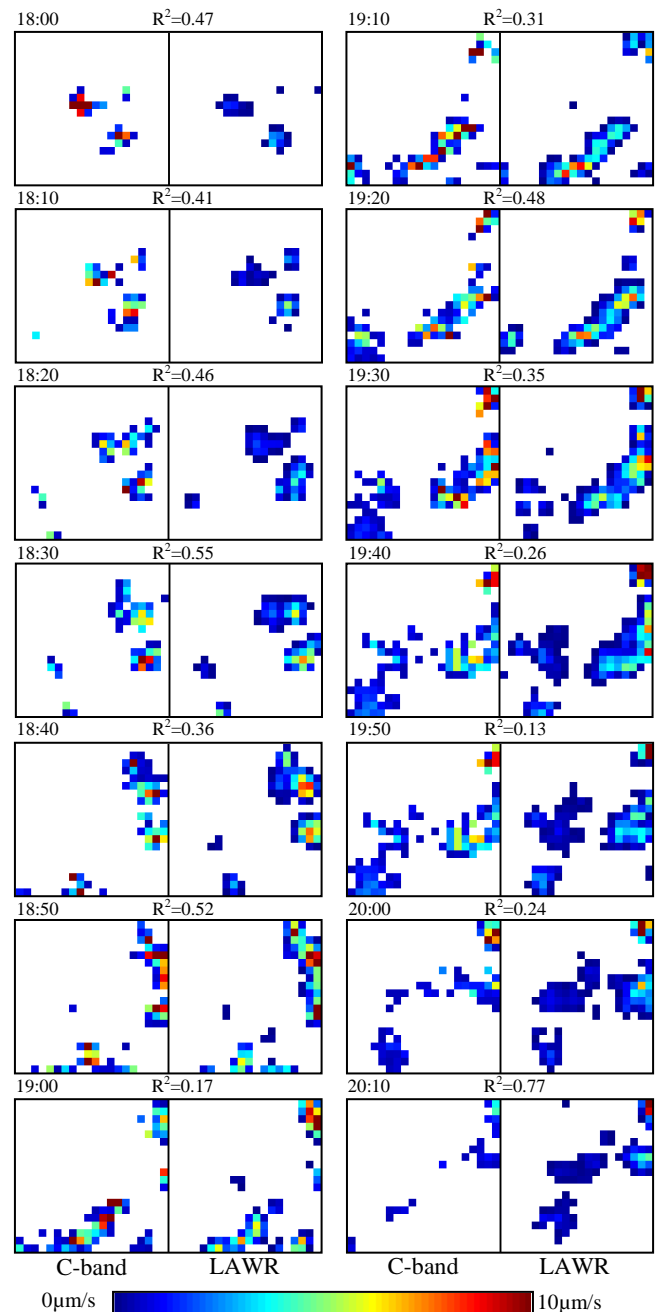 18:00 R²=0.47
18:10 R²=0.41
18:20 R²=0.46
18:30 R²=0.55
18:40 R²=0.36
18:50 R²=0.52
19:00 R²=0.17
C-band LAWR
19:10 R²=0.31
19:20 R²=0.48
19:30 R²=0.35
19:40 R²=0.26
19:50 R²=0.13
20:00 R²=0.24
20:10 R²=0.77
C-band LAWR
0µm/s 10µm/s